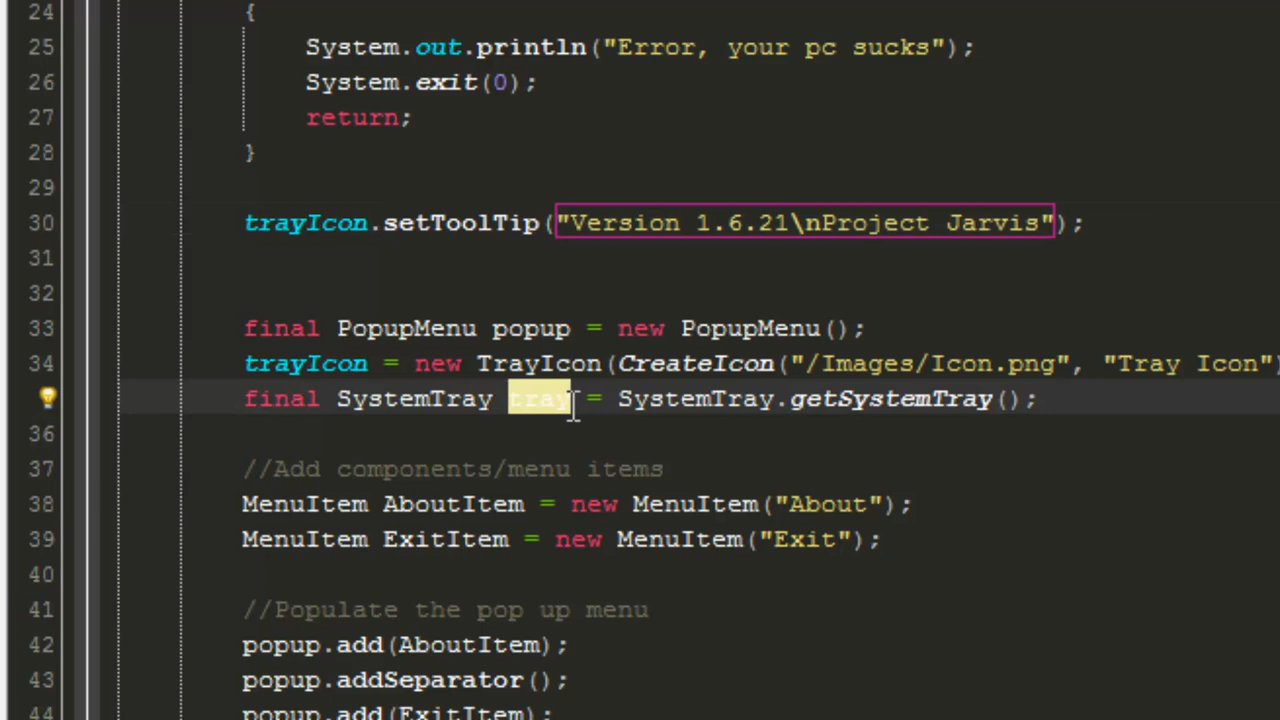 24 {
25 System.out.println("Error, your pc sucks");
26 System.exit(0);
27 return;
28 }
29
30 trayIcon.setToolTip("Version 1.6.21\nProject Jarvis");
31
32
33 final PopupMenu popup = new PopupMenu();
34 trayIcon = new TrayIcon(CreateIcon("/Images/Icon.png", "Tray Icon")
final SystemTray tray = SystemTray.getSystemTray();
36
37 //Add components/menu items
38 MenuItem AboutItem = new MenuItem("About");
39 MenuItem ExitItem = new MenuItem("Exit");
40
41 //Populate the pop up menu
42 popup.add(AboutItem);
43 popup.addSeparator();
44 popup.add(ExitItem);